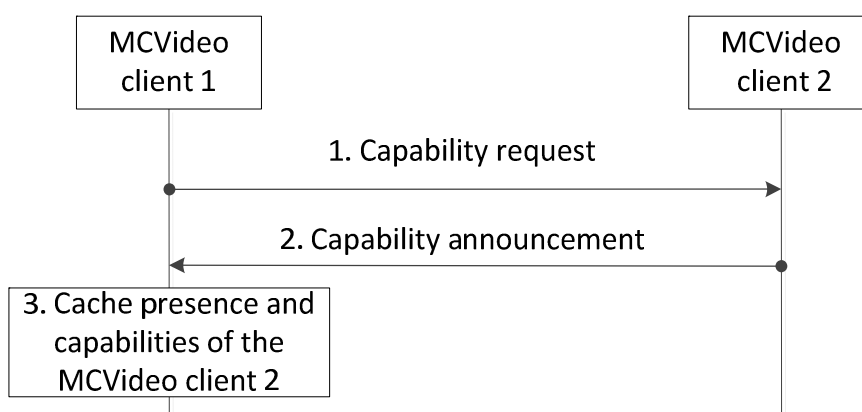 MCVideo
client 1
MCVideo
client 2
1. Capability request
2. Capability announcement
3. Cache presence and
capabilities of the
MCVideo client 2